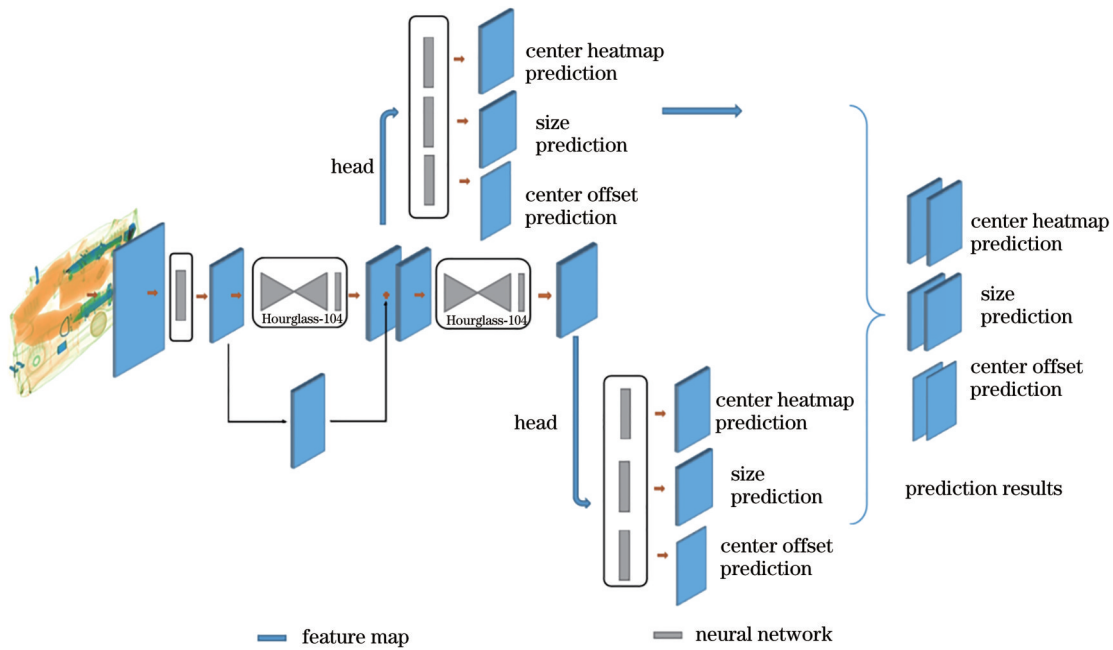 center heatmap
prediction
size
prediction
center offset
prediction
head
Hourglass-104
Hourglass-104
head
center heatmap
prediction
size
prediction
center offset
prediction
center heatmap
prediction
size
prediction
center offset
prediction
prediction results
feature map
neural network